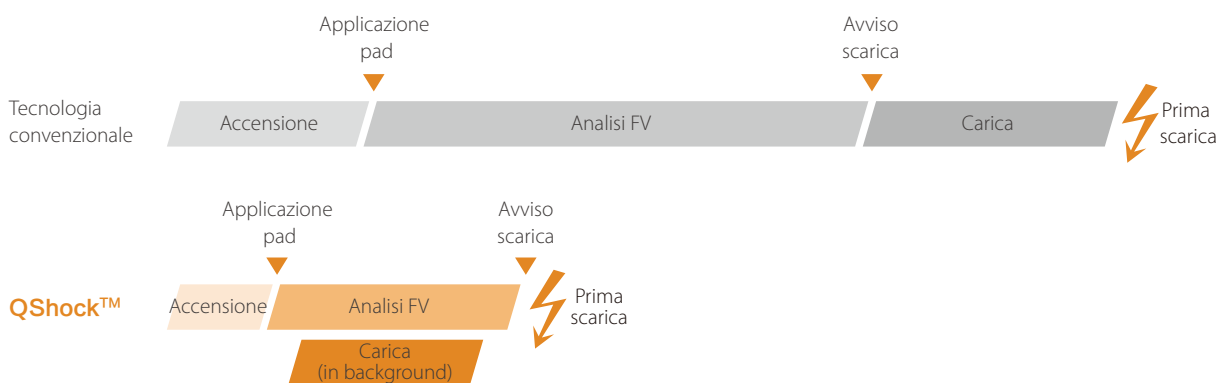 Applicazione
pad
Avviso
scarica
Tecnologia
convenzionale
Accensione
Analisi FV
Carica
Prima
scarica
Applicazione
pad
Avviso
scarica
QShock™
Accensione
Analisi FV
Prima
scarica
Carica
(in background)